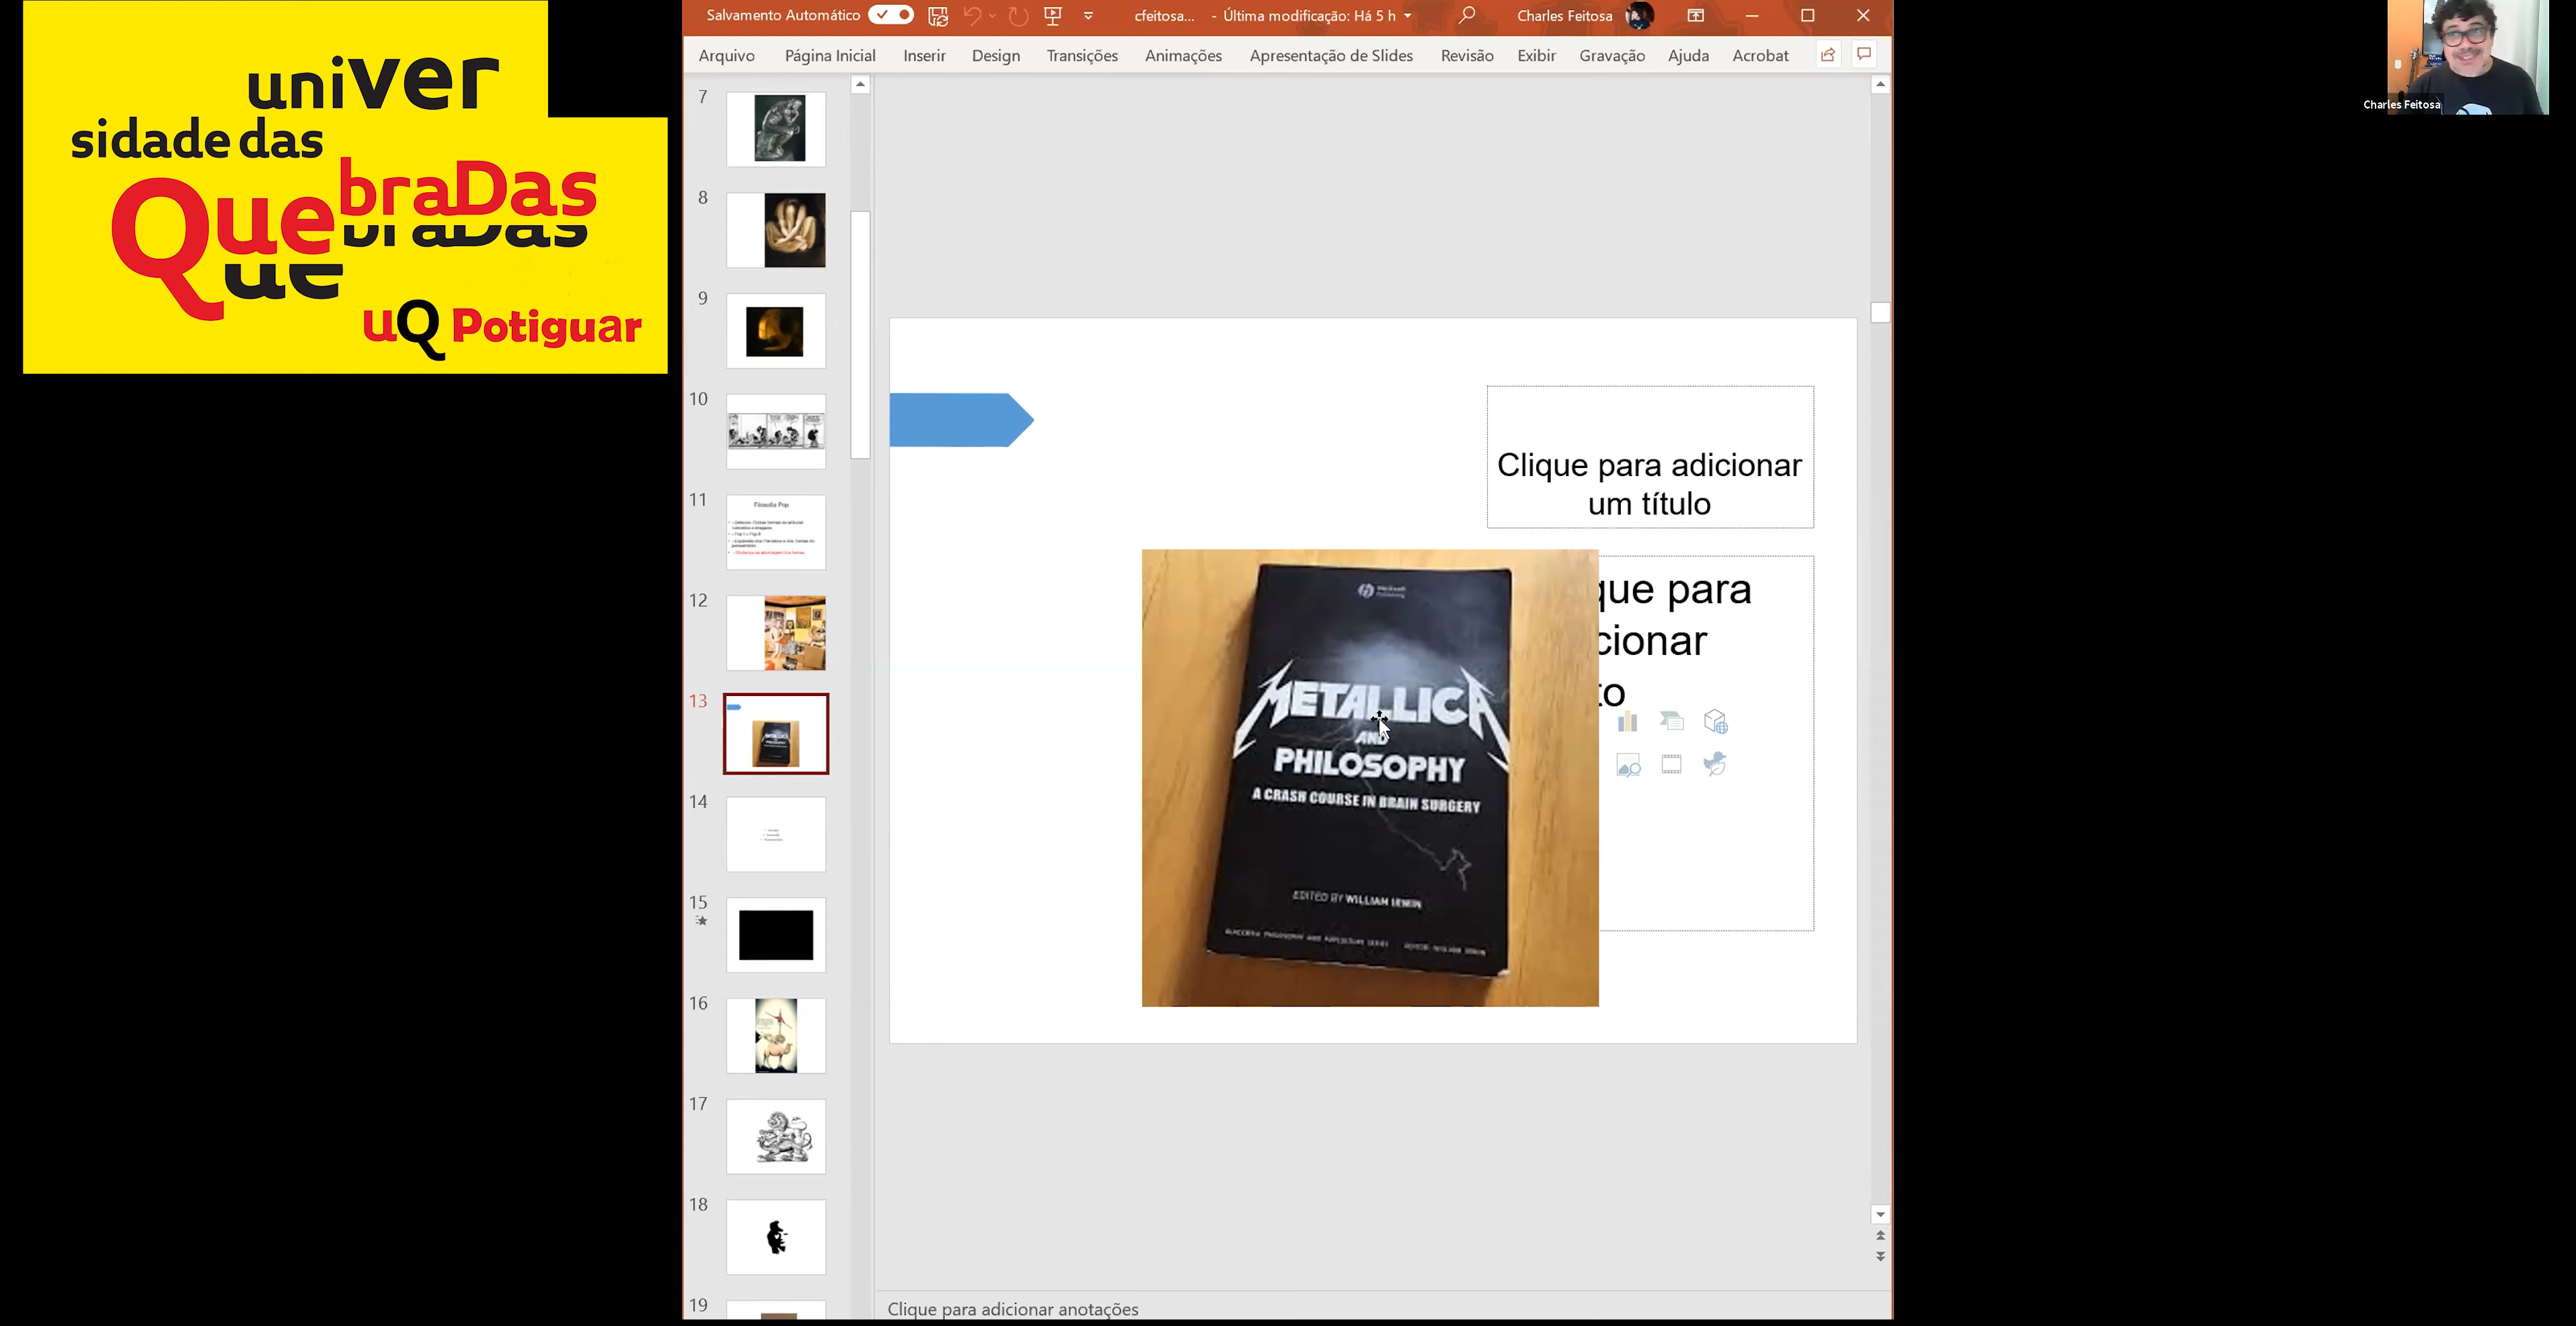 univer
sidade das
QuebraDas
uQ Potiguar
Salvamento Automático
cfeitosa... - Última modificação: Há 5 h
Charles Feitosa
Arquivo Página Inicial Inserir Design Transições Animações Apresentação de Slides Revisão Exibir Gravação Ajuda Acrobat
7
8
9
10
11
Filosofia Pop
12
13
14
15
16
17
18
19
Clique para adicionar
um título
que para
cionar
to
METALLICA
AND
PHILOSOPHY
A CRASH COURSE IN BRAIN SURGERY
EDITED BY WILLIAM IRWIN
Clique para adicionar anotações
Charles Feitosa